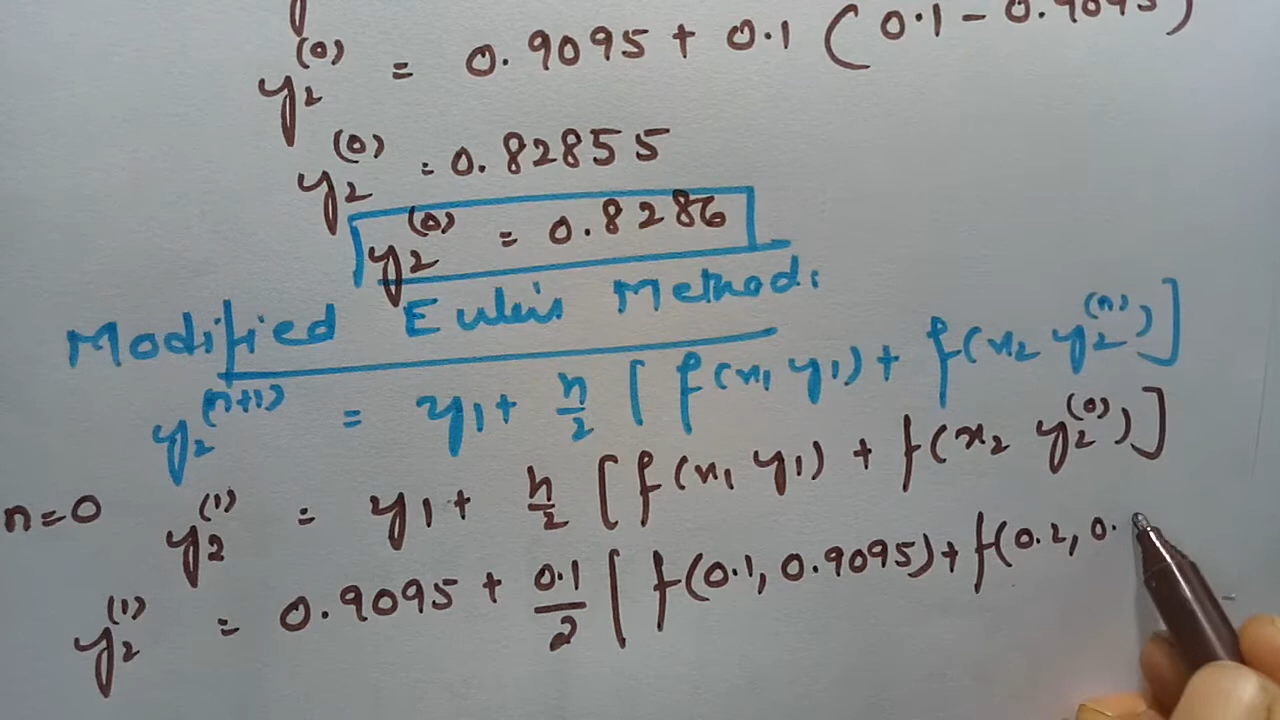 y₂⁽⁰⁾ = 0.9095 + 0.1 (0.1 - 0.9095)
y₂⁽⁰⁾ = 0.82855
y₂⁽⁰⁾ = 0.8286
Modified Euler's Method.
y₂⁽ⁿ⁺¹⁾ = y₁ + h/2 [f(x₁ y₁) + f(x₂ y₂⁽ⁿ⁾)]
n=0 y₂⁽¹⁾ = y₁ + h/2 [f(x₁ y₁) + f(x₂ y₂⁽⁰⁾)]
y₂⁽¹⁾ = 0.9095 + 0.1/2 [f(0.1, 0.9095) + f(0.2, 0.